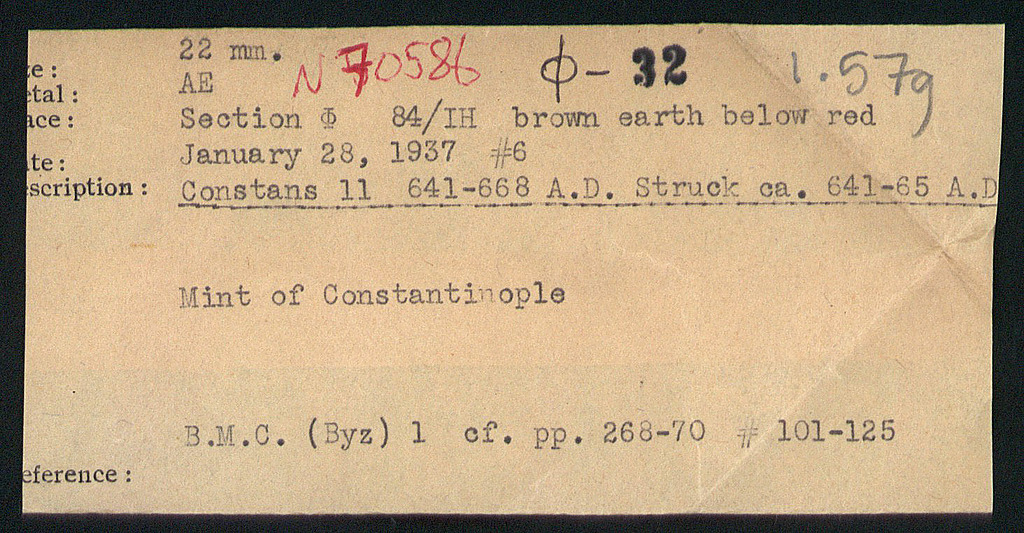 e: 22 mm. N 70586 Φ- 32 1.57g
etal: AE
ace: Section Φ 84/IH brown earth below red
te: January 28, 1937 #6
scription: Constans 11 641-668 A.D. Struck ca. 641-65 A.D
Mint of Constantinople
B.M.C. (Byz) 1 cf. pp. 268-70 # 101-125
eference: